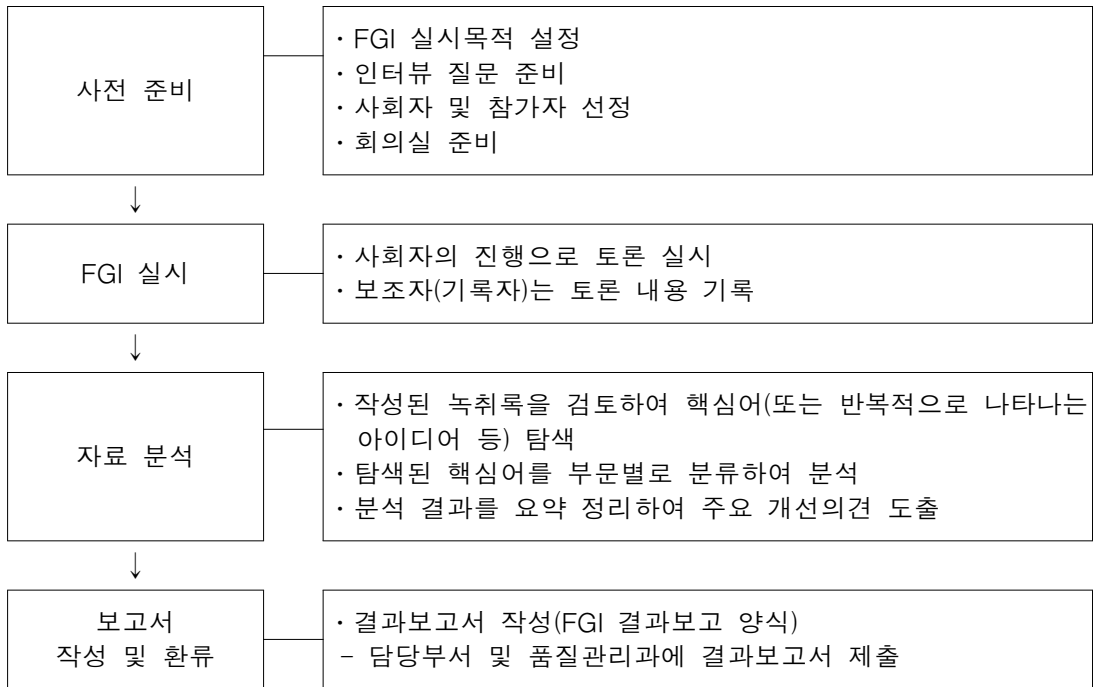 사전 준비
· FGI 실시목적 설정
· 인터뷰 질문 준비
· 사회자 및 참가자 선정
· 회의실 준비
↓
FGI 실시
· 사회자의 진행으로 토론 실시
· 보조자(기록자)는 토론 내용 기록
↓
자료 분석
· 작성된 녹취록을 검토하여 핵심어(또는 반복적으로 나타나는
아이디어 등) 탐색
· 탐색된 핵심어를 부문별로 분류하여 분석
· 분석 결과를 요약 정리하여 주요 개선의견 도출
↓
보고서
작성 및 환류
· 결과보고서 작성(FGI 결과보고 양식)
- 담당부서 및 품질관리과에 결과보고서 제출